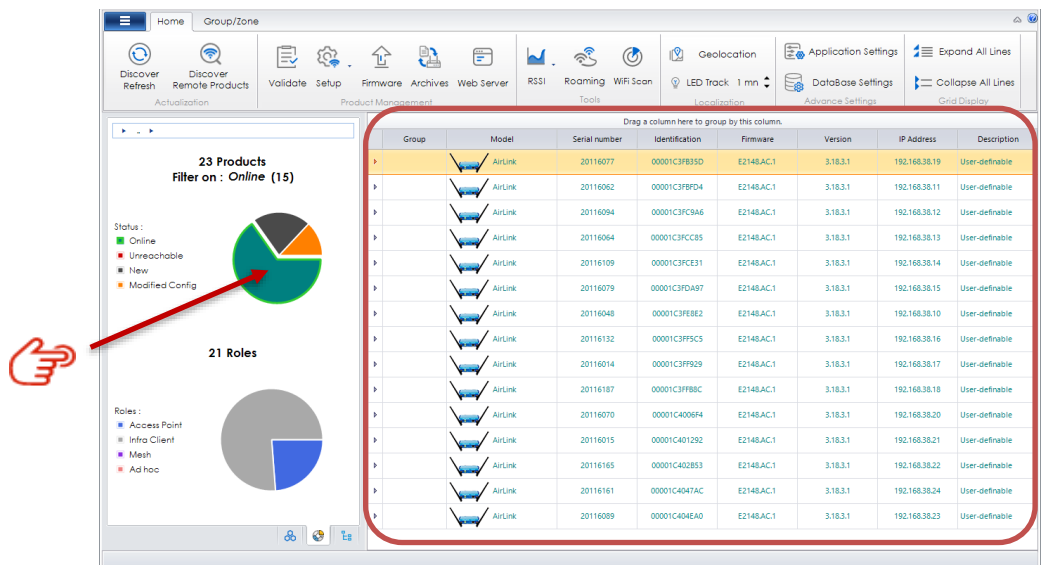 Home Group/Zone
Discover Refresh
Discover Remote Products
Validate Setup Firmware Archives Web Server RSSI Roaming WiFi Scan
Geolocation
LED Track 1 mn
Application Settings
DataBase Settings
Expand All Lines
Collapse All Lines
Actualization Product Management Tools Localization Advance Settings Grid Display
23 Products
Filter on : Online (15)
Status :
Online
Unreachable
New
Modified Config
21 Roles
Roles :
Access Point
Infra Client
Mesh
Ad hoc
Drag a column here to group by this column.
Group Model Serial number Identification Firmware Version IP Address Description
AirLink 20116077 00001C3FB35D E2148.AC.1 3.18.3.1 192.168.38.19 User-definable
AirLink 20116062 00001C3FBFD4 E2148.AC.1 3.18.3.1 192.168.38.11 User-definable
AirLink 20116094 00001C3FC9A6 E2148.AC.1 3.18.3.1 192.168.38.12 User-definable
AirLink 20116064 00001C3FCC85 E2148.AC.1 3.18.3.1 192.168.38.13 User-definable
AirLink 20116109 00001C3FCE31 E2148.AC.1 3.18.3.1 192.168.38.14 User-definable
AirLink 20116079 00001C3FDA97 E2148.AC.1 3.18.3.1 192.168.38.15 User-definable
AirLink 20116048 00001C3FE8E2 E2148.AC.1 3.18.3.1 192.168.38.10 User-definable
AirLink 20116132 00001C3FF5C5 E2148.AC.1 3.18.3.1 192.168.38.16 User-definable
AirLink 20116014 00001C3FF929 E2148.AC.1 3.18.3.1 192.168.38.17 User-definable
AirLink 20116187 00001C3FFB8C E2148.AC.1 3.18.3.1 192.168.38.18 User-definable
AirLink 20116070 00001C4006F4 E2148.AC.1 3.18.3.1 192.168.38.20 User-definable
AirLink 20116015 00001C401292 E2148.AC.1 3.18.3.1 192.168.38.21 User-definable
AirLink 20116165 00001C402B53 E2148.AC.1 3.18.3.1 192.168.38.22 User-definable
AirLink 20116161 00001C4047AC E2148.AC.1 3.18.3.1 192.168.38.24 User-definable
AirLink 20116089 00001C404EA0 E2148.AC.1 3.18.3.1 192.168.38.23 User-definable